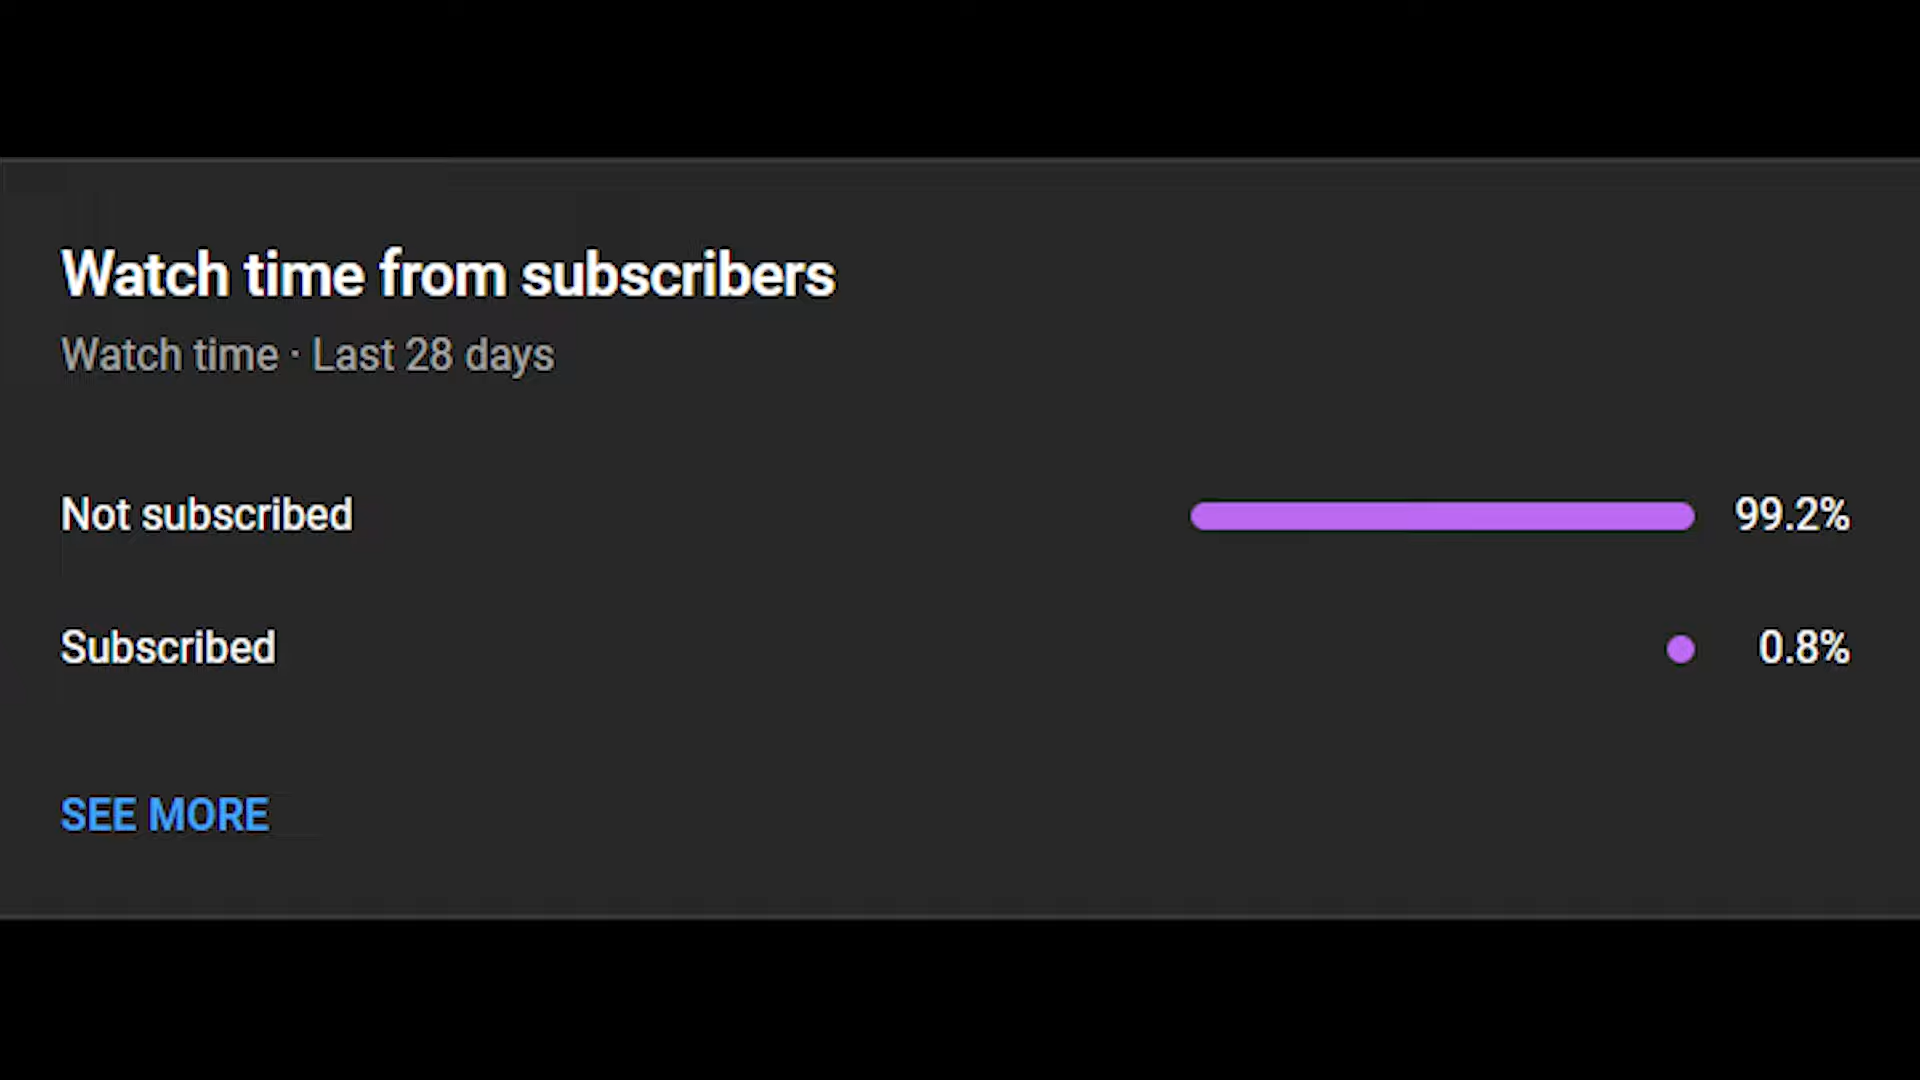 Watch time from subscribers
Watch time · Last 28 days
Not subscribed 99.2%
Subscribed 0.8%
SEE MORE